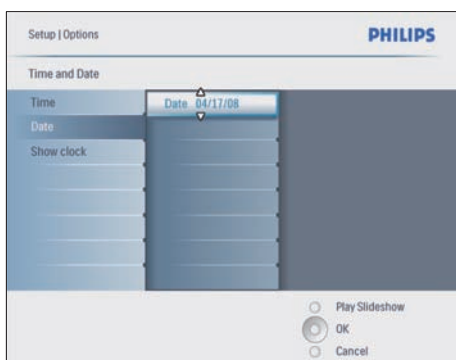 Setup | Options
PHILIPS
Time and Date
Time
Date 04/17/08
Date
Show clock
Play Slideshow
OK
Cancel